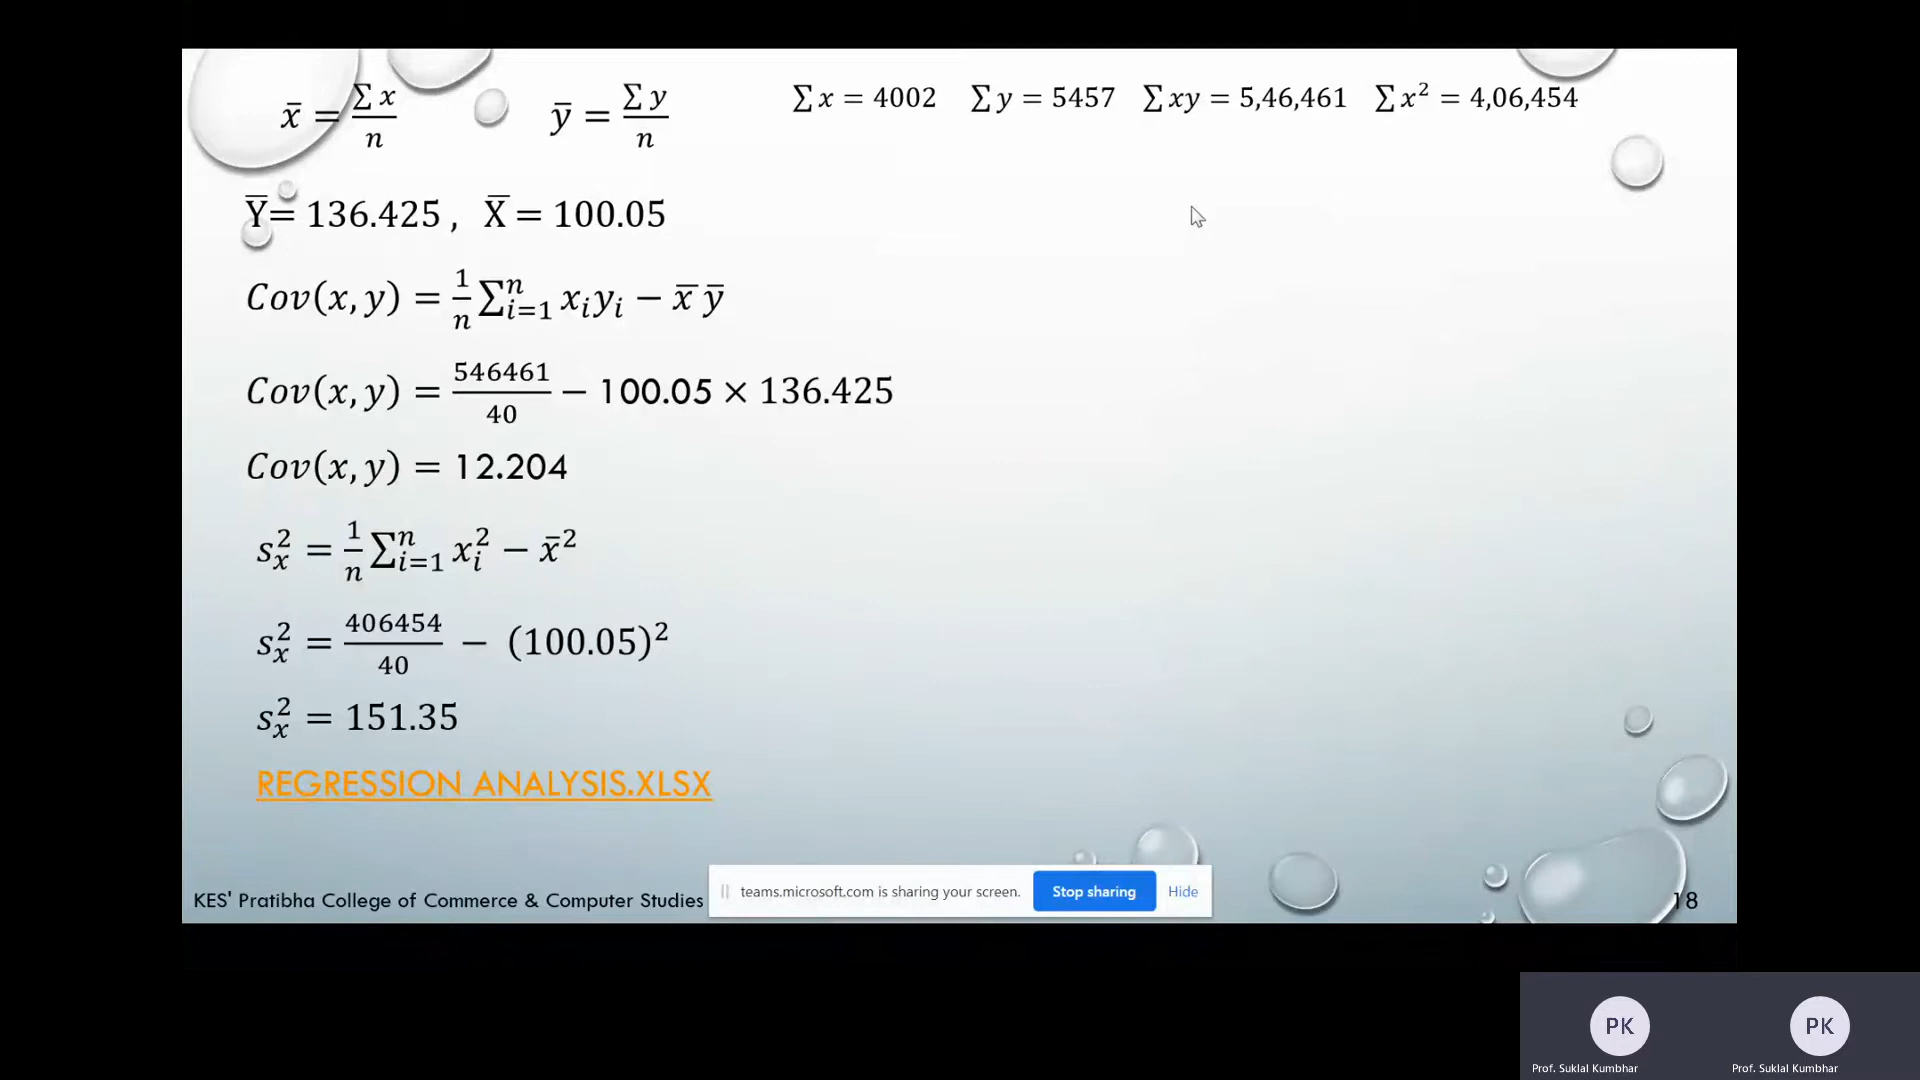 x̄ = ∑x/n   ȳ = ∑y/n   ∑x = 4002   ∑y = 5457   ∑xy = 5,46,461   ∑x² = 4,06,454
Y̅= 136.425 ,  X̅ = 100.05
Cov(x, y) = 1/n ∑ⁿᵢ₌₁ xᵢyᵢ − x̄ ȳ
Cov(x, y) = 546461/40 − 100.05 × 136.425
Cov(x, y) = 12.204
sₓ² = 1/n ∑ⁿᵢ₌₁ xᵢ² − x̄²
sₓ² = 406454/40 − (100.05)²
sₓ² = 151.35
REGRESSION ANALYSIS.XLSX
KES' Pratibha College of Commerce & Computer Studies
teams.microsoft.com is sharing your screen. Stop sharing Hide
18
PK PK
Prof. Suklal Kumbhar Prof. Suklal Kumbhar